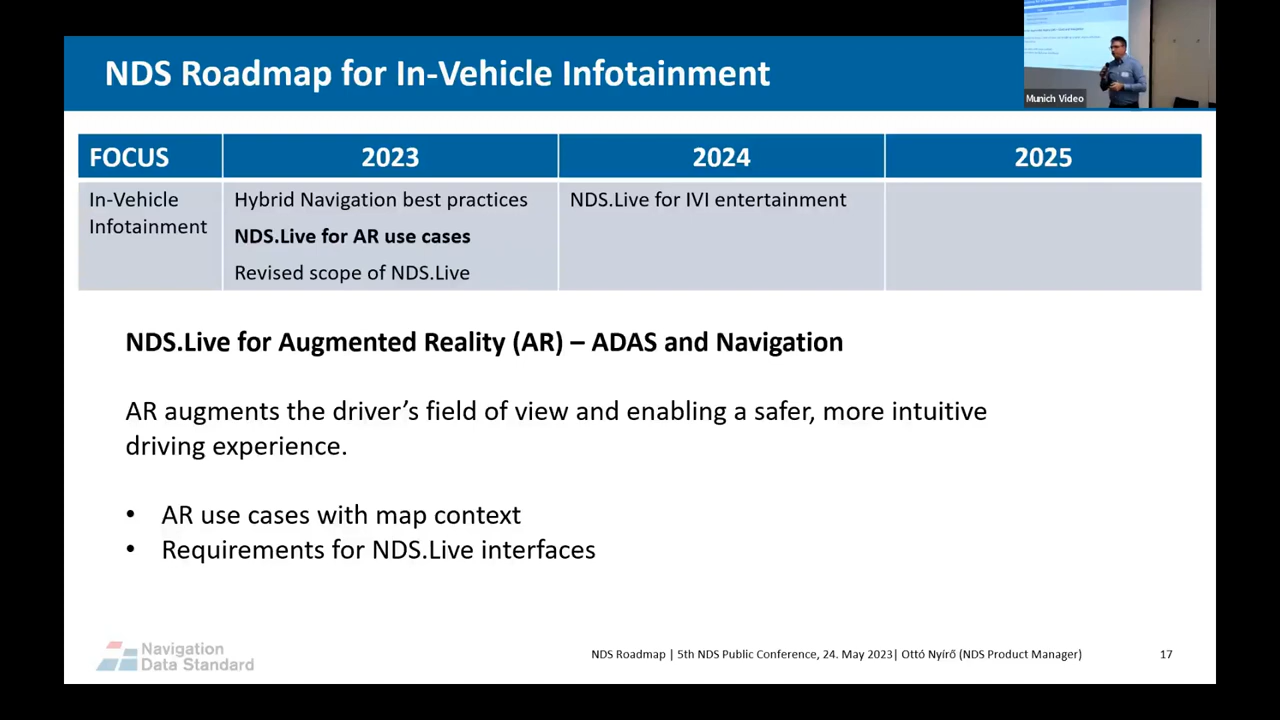 NDS Roadmap for In-Vehicle Infotainment
Munich Video
FOCUS 2023 2024 2025
In-Vehicle
Infotainment
Hybrid Navigation best practices
NDS.Live for AR use cases
Revised scope of NDS.Live
NDS.Live for IVI entertainment
NDS.Live for Augmented Reality (AR) – ADAS and Navigation
AR augments the driver’s field of view and enabling a safer, more intuitive
driving experience.
• AR use cases with map context
• Requirements for NDS.Live interfaces
Navigation
Data Standard
NDS Roadmap | 5th NDS Public Conference, 24. May 2023| Ottó Nyírő (NDS Product Manager)
17